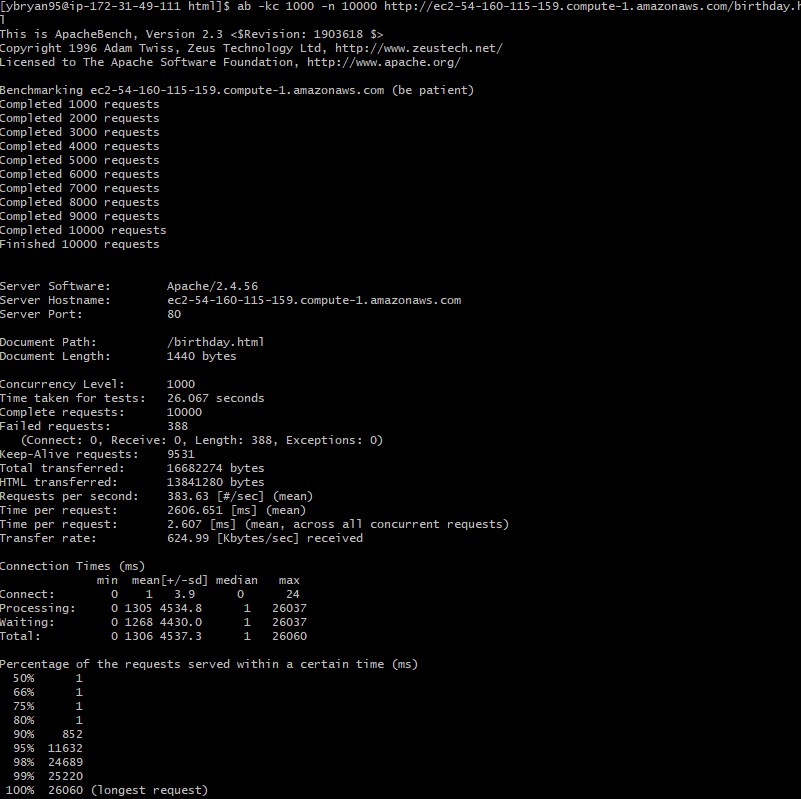 [ybryan95@ip-172-31-49-111 html]$ ab -kc 1000 -n 10000 http://ec2-54-160-115-159.compute-1.amazonaws.com/birthday.h
l
This is ApacheBench, Version 2.3 <$Revision: 1903618 $>
Copyright 1996 Adam Twiss, Zeus Technology Ltd, http://www.zeustech.net/
Licensed to The Apache Software Foundation, http://www.apache.org/

Benchmarking ec2-54-160-115-159.compute-1.amazonaws.com (be patient)
Completed 1000 requests
Completed 2000 requests
Completed 3000 requests
Completed 4000 requests
Completed 5000 requests
Completed 6000 requests
Completed 7000 requests
Completed 8000 requests
Completed 9000 requests
Completed 10000 requests
Finished 10000 requests


Server Software:        Apache/2.4.56
Server Hostname:        ec2-54-160-115-159.compute-1.amazonaws.com
Server Port:            80

Document Path:          /birthday.html
Document Length:        1440 bytes

Concurrency Level:      1000
Time taken for tests:   26.067 seconds
Complete requests:      10000
Failed requests:        388
   (Connect: 0, Receive: 0, Length: 388, Exceptions: 0)
Keep-Alive requests:    9531
Total transferred:      16682274 bytes
HTML transferred:       13841280 bytes
Requests per second:    383.63 [#/sec] (mean)
Time per request:       2606.651 [ms] (mean)
Time per request:       2.607 [ms] (mean, across all concurrent requests)
Transfer rate:          624.99 [Kbytes/sec] received

Connection Times (ms)
              min  mean[+/-sd] median   max
Connect:        0    1   3.9      0      24
Processing:     0 1305 4534.8      1   26037
Waiting:        0 1268 4430.0      1   26037
Total:          0 1306 4537.3      1   26060

Percentage of the requests served within a certain time (ms)
  50%      1
  66%      1
  75%      1
  80%      1
  90%    852
  95%  11632
  98%  24689
  99%  25220
 100%  26060 (longest request)